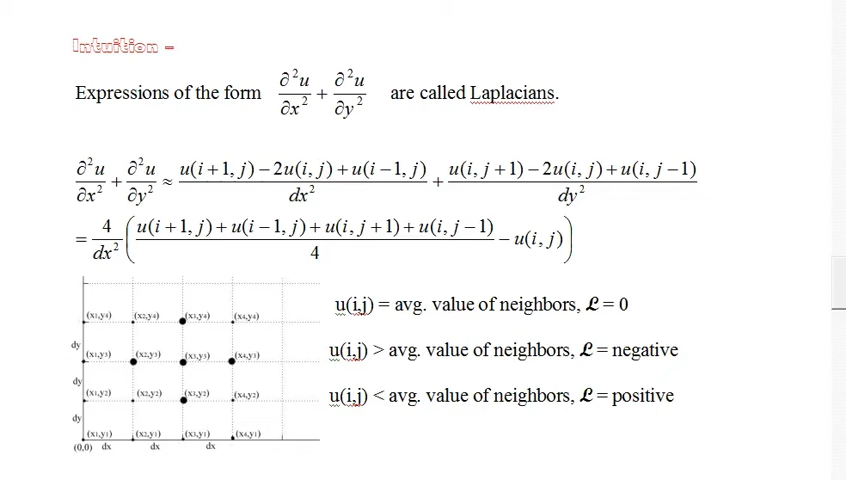 Intuition –
Expressions of the form ∂²u/∂x² + ∂²u/∂y² are called Laplacians.
∂²u/∂x² + ∂²u/∂y² ≈ (u(i+1, j) − 2u(i, j) + u(i−1, j))/dx² + (u(i, j+1) − 2u(i, j) + u(i, j−1))/dy²
= 4/dx² ( (u(i+1, j) + u(i−1, j) + u(i, j+1) + u(i, j−1))/4 − u(i, j) )
u(i,j) = avg. value of neighbors, ℒ = 0
u(i,j) > avg. value of neighbors, ℒ = negative
u(i,j) < avg. value of neighbors, ℒ = positive
(x1,y4) (x2,y4) (x3,y4) (x4,y4)
dy
(x1,y3) (x2,y3) (x3,y3) (x4,y3)
dy
(x1,y2) (x2,y2) (x3,y2) (x4,y2)
dy
(x1,y1) (x2,y1) (x3,y1) (x4,y1)
(0,0) dx dx dx